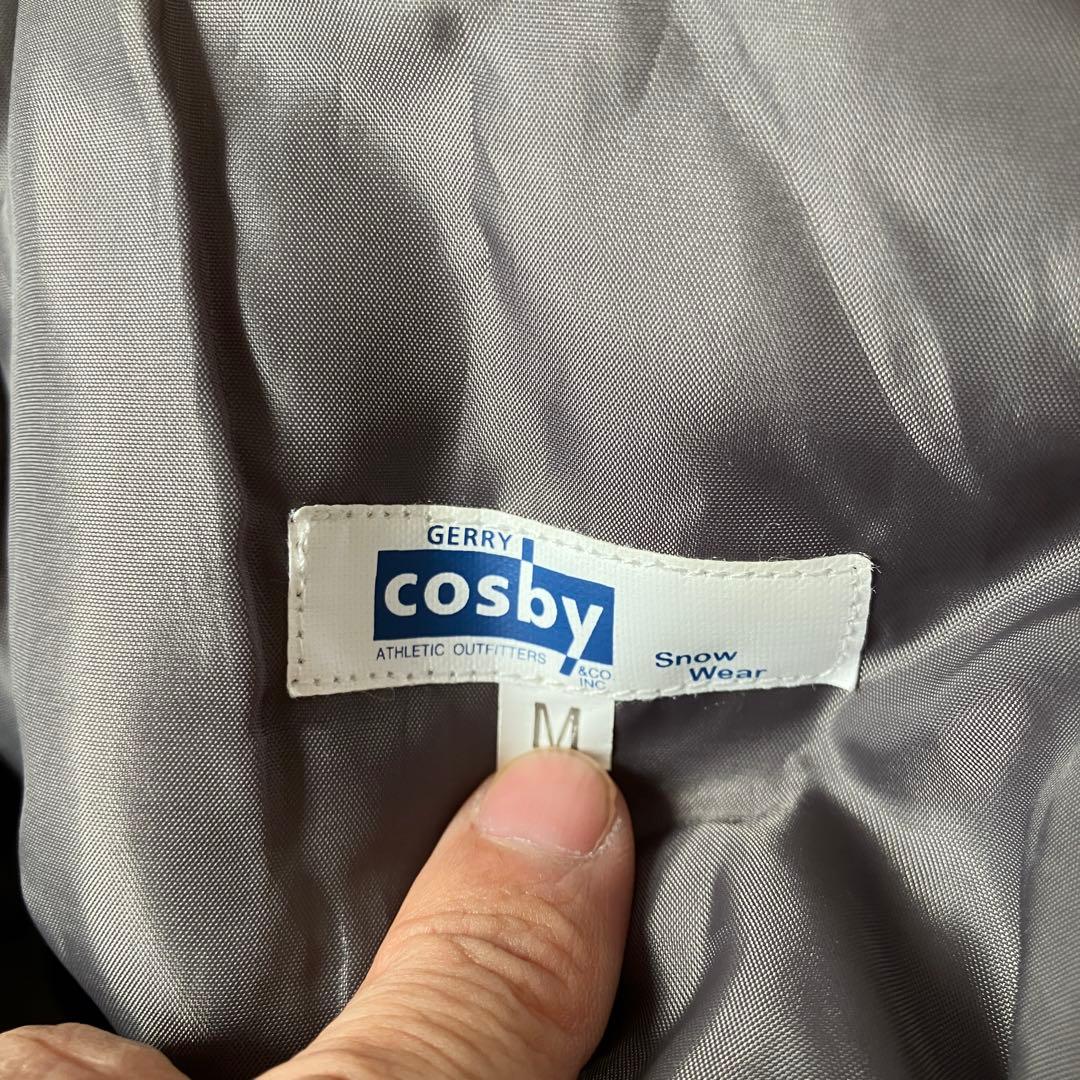 GERRY
cosby
ATHLETIC OUTFITTERS
&CO
INC
Snow
Wear
M